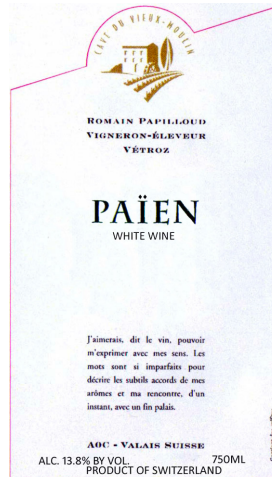 CAVE DU VIEUX-MOULIN
ROMAIN PAPILLOUD
VIGNERON-ÉLEVEUR
VÉTROZ
PAÏEN
WHITE WINE
J'aimerais, dit le vin, pouvoir
m'exprimer avec mes sens. Les
mots sont si imparfaits pour
décrire les subtils accords de mes
arômes et ma rencontre, d'un
instant, avec un fin palais.
AOC - VALAIS SUISSE
ALC. 13.8% BY VOL. 750ML
PRODUCT OF SWITZERLAND